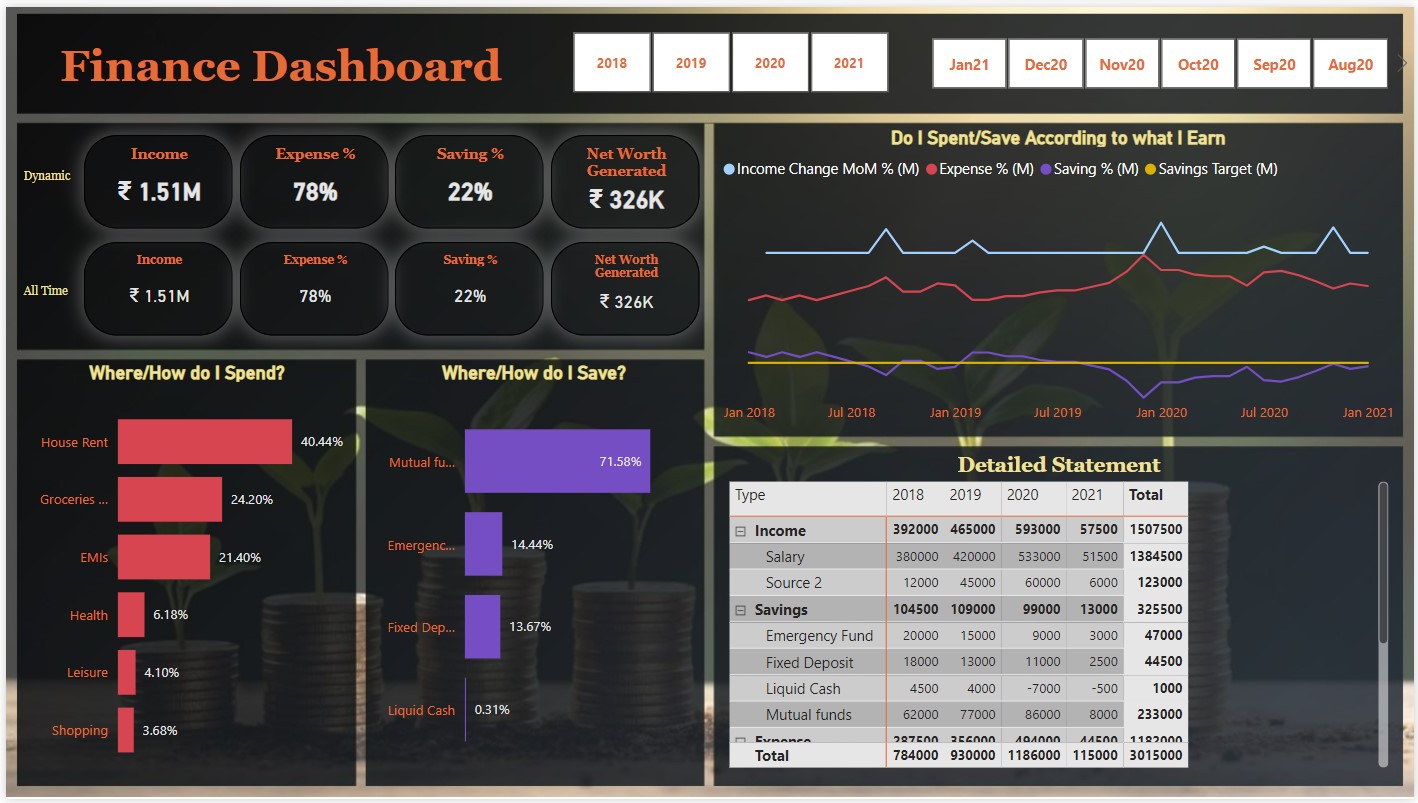 Finance Dashboard
2018 2019 2020 2021
Jan21 Dec20 Nov20 Oct20 Sep20 Aug20
Dynamic
Income
₹ 1.51M
Expense %
78%
Saving %
22%
Net Worth
Generated
₹ 326K
All Time
Income
₹ 1.51M
Expense %
78%
Saving %
22%
Net Worth
Generated
₹ 326K
Where/How do I Spend?
House Rent 40.44%
Groceries ... 24.20%
EMIs 21.40%
Health 6.18%
Leisure 4.10%
Shopping 3.68%
Where/How do I Save?
Mutual fu... 71.58%
Emergenc... 14.44%
Fixed Dep... 13.67%
Liquid Cash 0.31%
Do I Spent/Save According to what I Earn
Income Change MoM % (M) Expense % (M) Saving % (M) Savings Target (M)
Jan 2018 Jul 2018 Jan 2019 Jul 2019 Jan 2020 Jul 2020 Jan 2021
Detailed Statement
Type 2018 2019 2020 2021 Total
Income 392000 465000 593000 57500 1507500
Salary 380000 420000 533000 51500 1384500
Source 2 12000 45000 60000 6000 123000
Savings 104500 109000 99000 13000 325500
Emergency Fund 20000 15000 9000 3000 47000
Fixed Deposit 18000 13000 11000 2500 44500
Liquid Cash 4500 4000 -7000 -500 1000
Mutual funds 62000 77000 86000 8000 233000
Expense 287500 356000 494000 44500 1182000
Total 784000 930000 1186000 115000 3015000